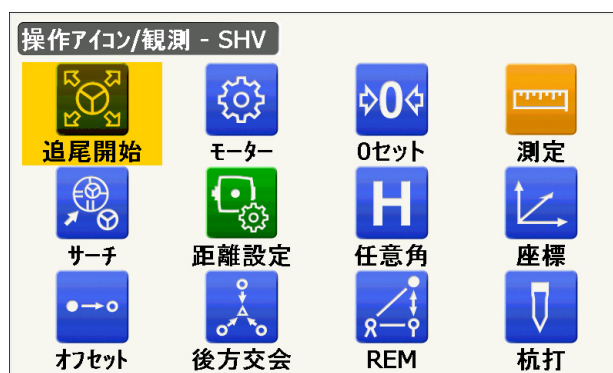 操作アイコン/観測 - SHV
追尾開始 モーター 0セット 測定
サーチ 距離設定 任意角 座標
オフセット 後方交会 REM 杭打